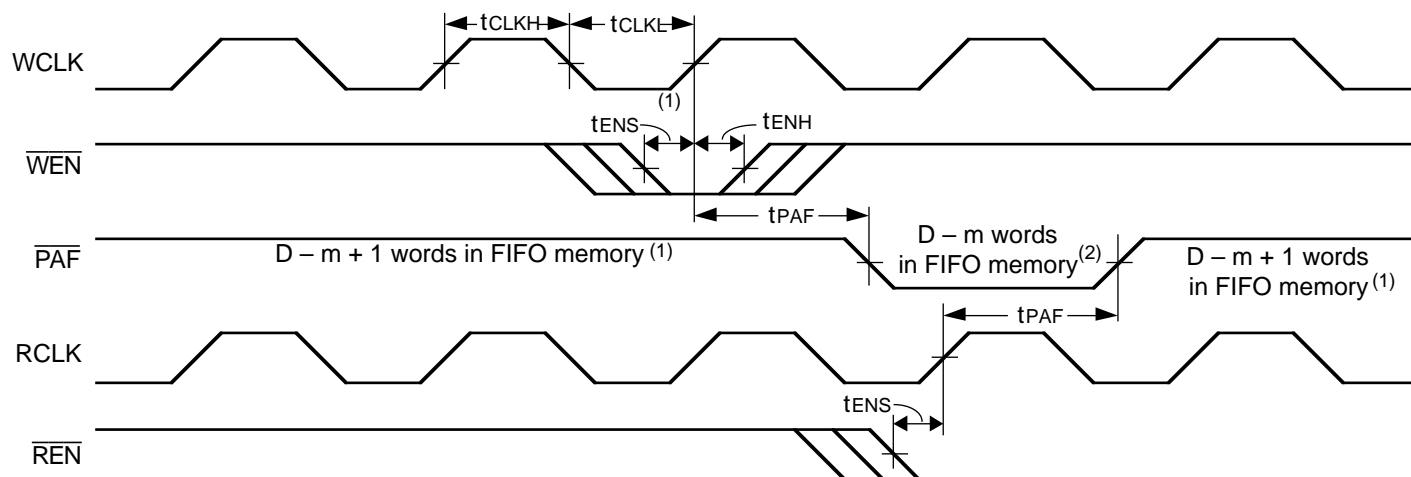 tCLKH
tCLKL
WCLK
(1)
tENS
tENH
WEN
tPAF
PAF
D – m + 1 words in FIFO memory (1)
D – m words
in FIFO memory(2)
D – m + 1 words
in FIFO memory(1)
tPAF
RCLK
tENS
REN